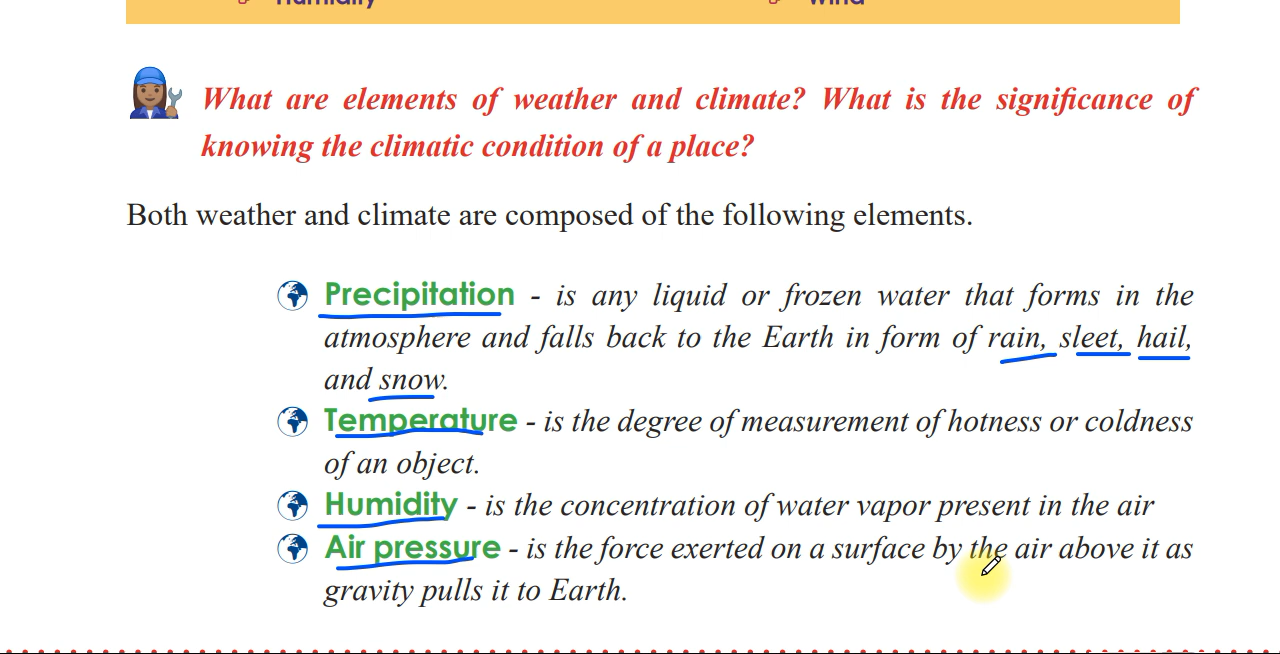 Humidity Wind
What are elements of weather and climate? What is the significance of
knowing the climatic condition of a place?
Both weather and climate are composed of the following elements.
Precipitation - is any liquid or frozen water that forms in the
atmosphere and falls back to the Earth in form of rain, sleet, hail,
and snow.
Temperature - is the degree of measurement of hotness or coldness
of an object.
Humidity - is the concentration of water vapor present in the air
Air pressure - is the force exerted on a surface by the air above it as
gravity pulls it to Earth.